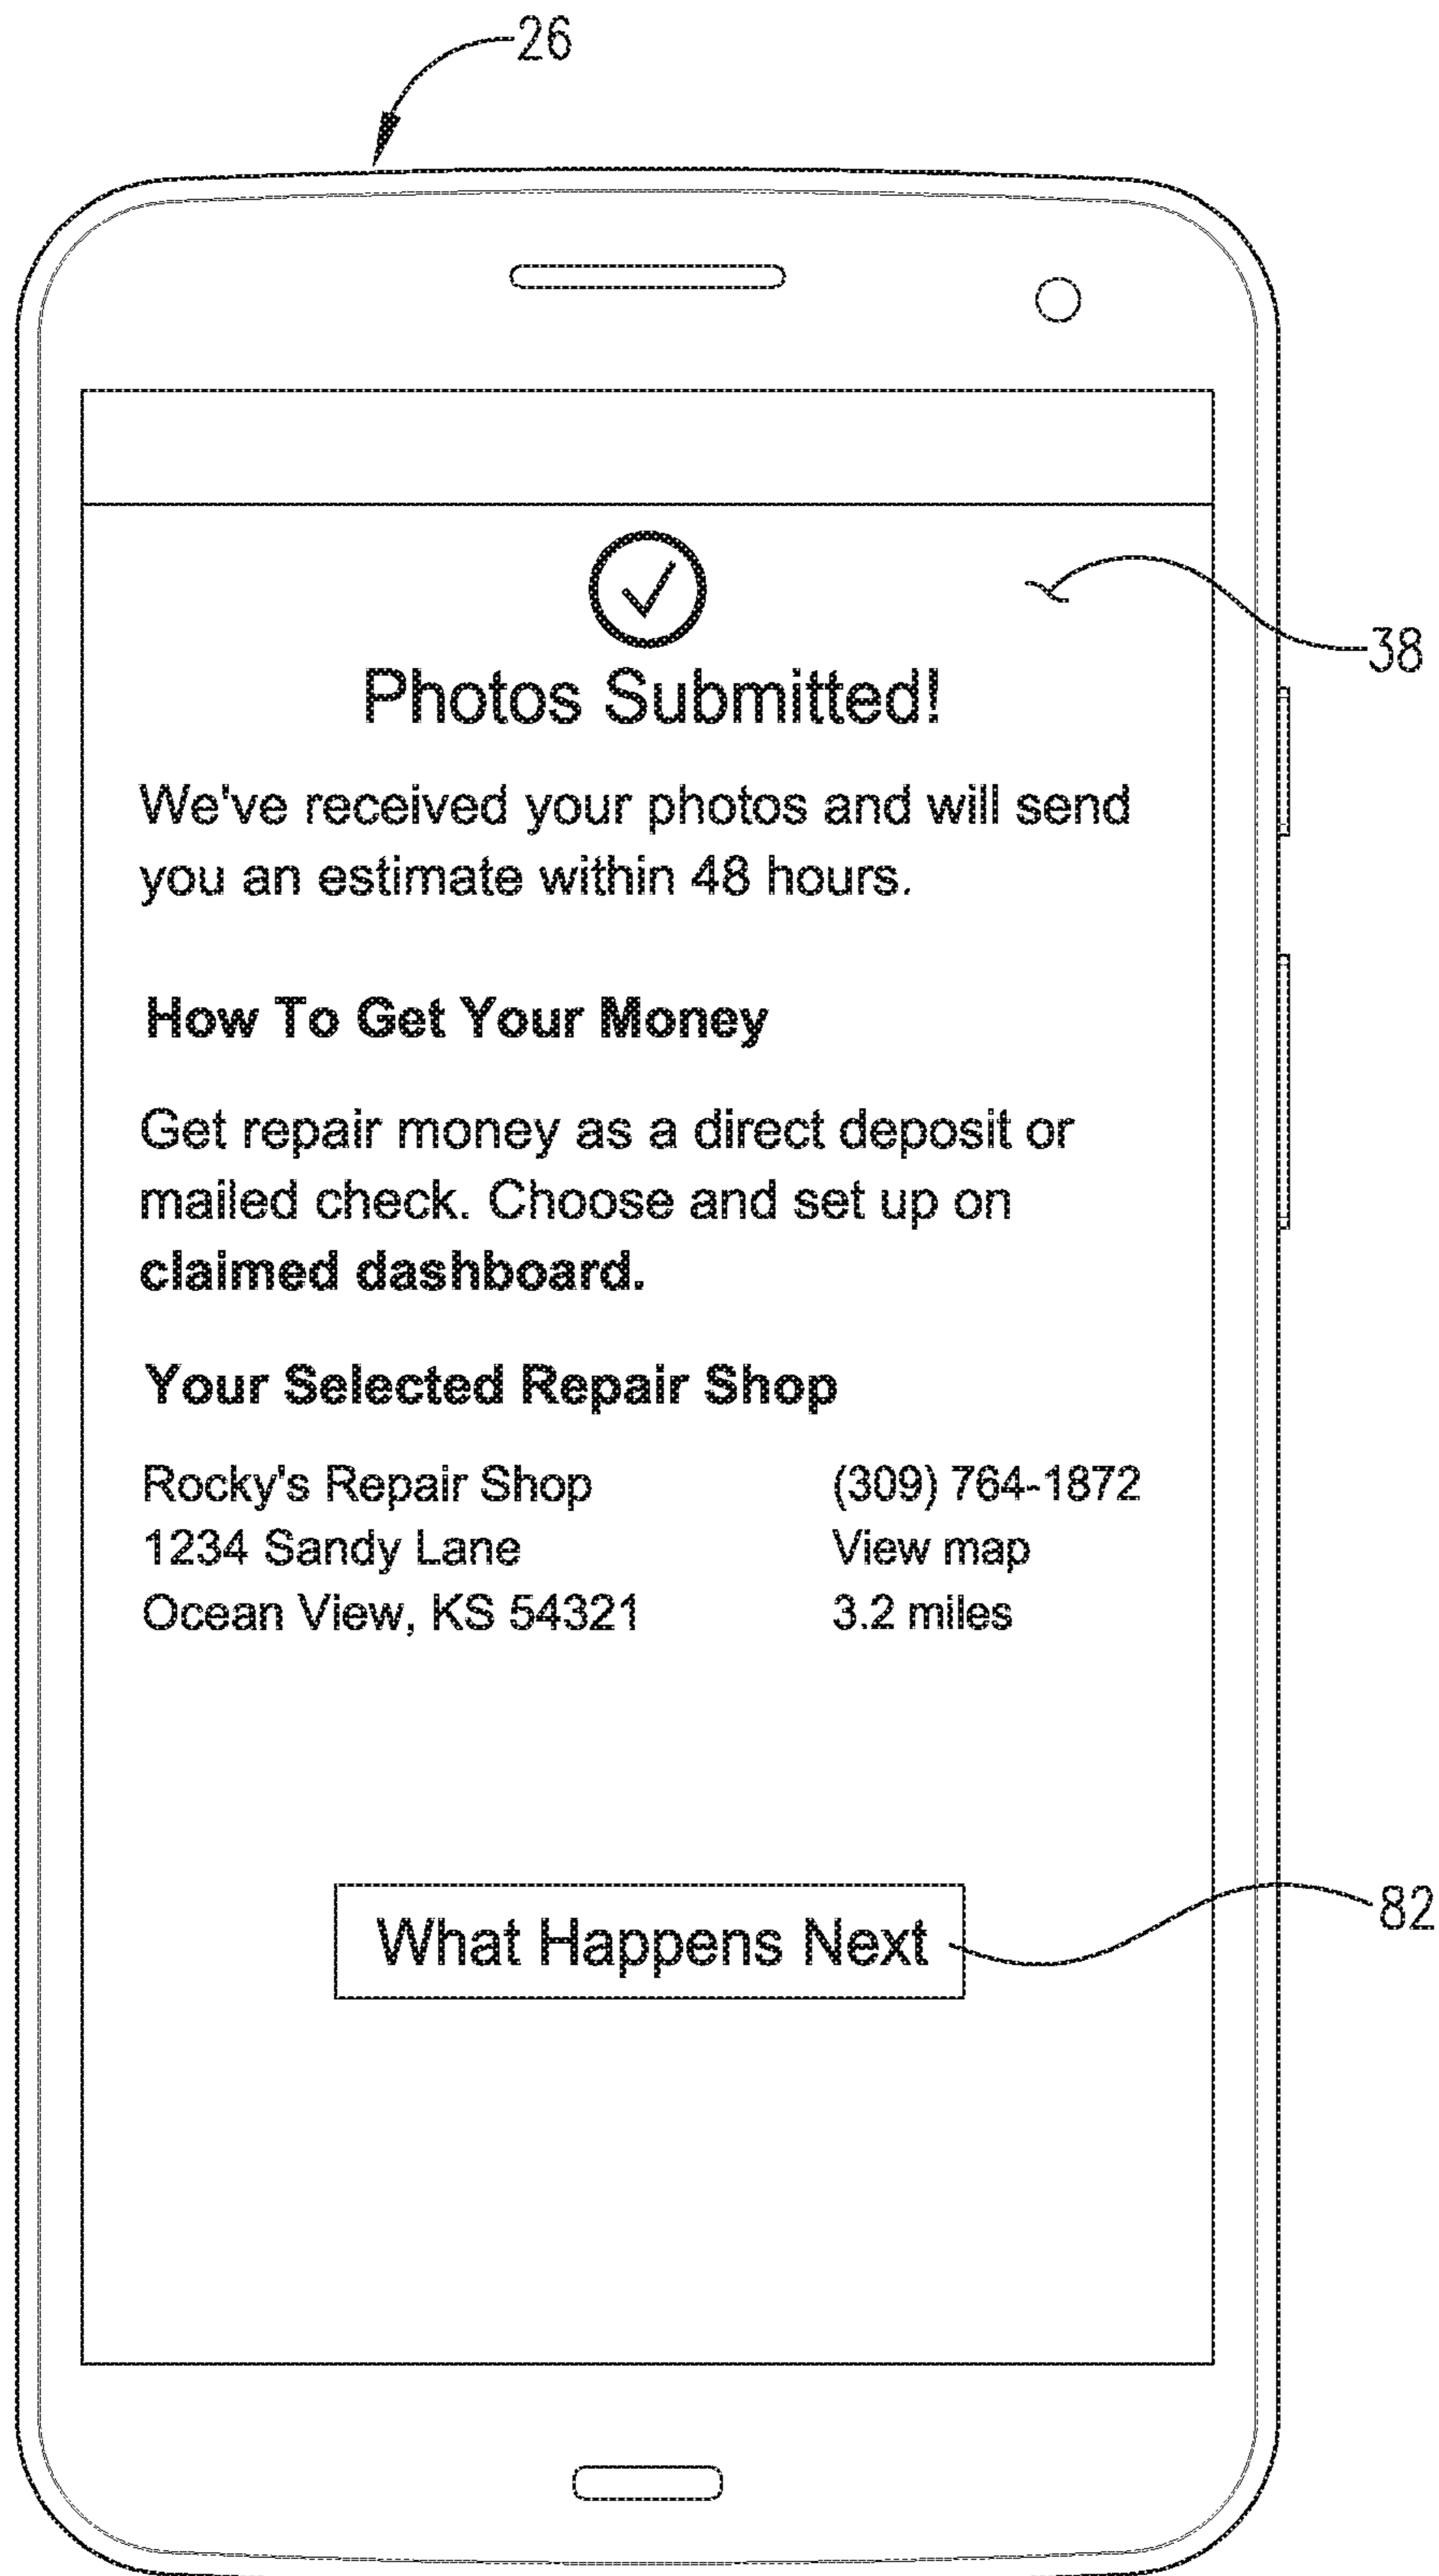 26
38
Photos Submitted!
We've received your photos and will send
you an estimate within 48 hours.
How To Get Your Money
Get repair money as a direct deposit or
mailed check. Choose and set up on
claimed dashboard.
Your Selected Repair Shop
Rocky's Repair Shop (309) 764-1872
1234 Sandy Lane View map
Ocean View, KS 54321 3.2 miles
What Happens Next 82